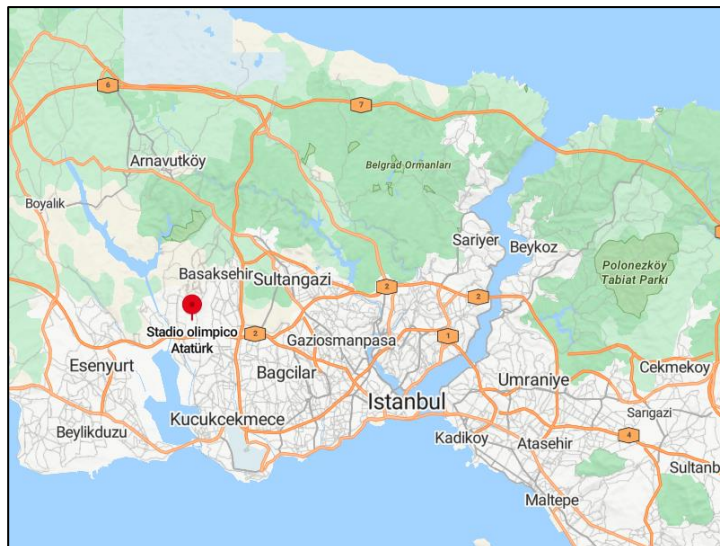 6
7
Arnavutköy
Belgrad Ormanları
Boyalık
Sariyer
Beykoz
Basaksehir
Sultangazi
Polonezköy
Tabiat Parkı
2
2
Stadio olimpico
Atatürk
2
Gaziosmanpasa
1
Esenyurt
Bagcilar
Umraniye
Cekmekoy
Istanbul
Kucukcekmece
Sarıgazi
Beylikduzu
Kadikoy
Atasehir
4
Sultanb
Maltepe